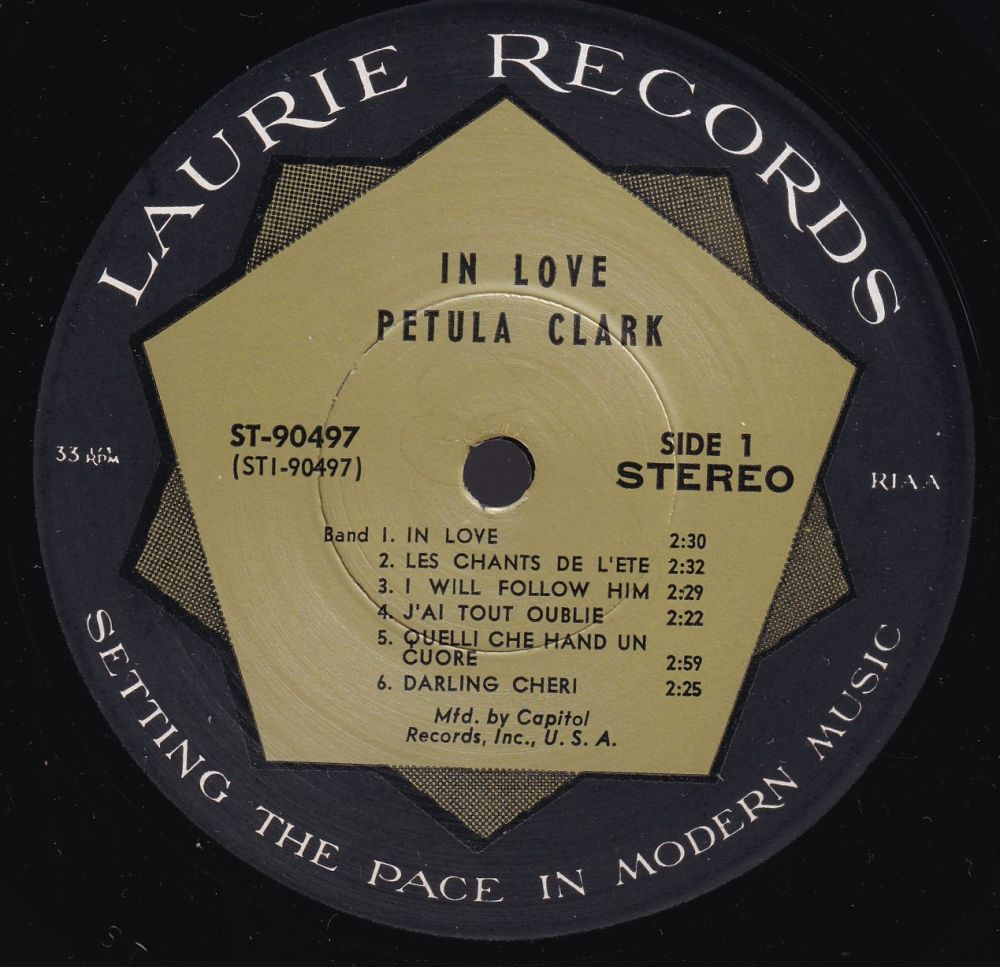 LAURIE RECORDS
IN LOVE
PETULA CLARK
ST-90497
(ST1-90497)
SIDE 1
STEREO
33 1/3
RPM
RIAA
Band 1. IN LOVE 2:30
2. LES CHANTS DE L'ETE 2:32
3. I WILL FOLLOW HIM 2:29
4. J'AI TOUT OUBLIE 2:22
5. QUELLI CHE HAND UN
CUORE 2:59
6. DARLING CHERI 2:25
Mfd. by Capitol
Records, Inc., U. S. A.
SETTING THE PACE IN MODERN MUSIC